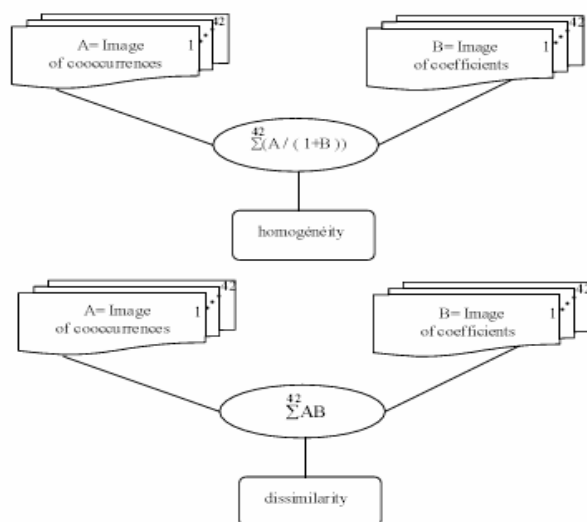 A= Image
of cooccurrences
1
42
B= Image
of coefficients
1
42
42
Σ(A / ( 1+B ))
homogénéity
A= Image
of cooccurrences
1
42
B= Image
of coefficients
1
42
42
ΣAB
dissimilarity